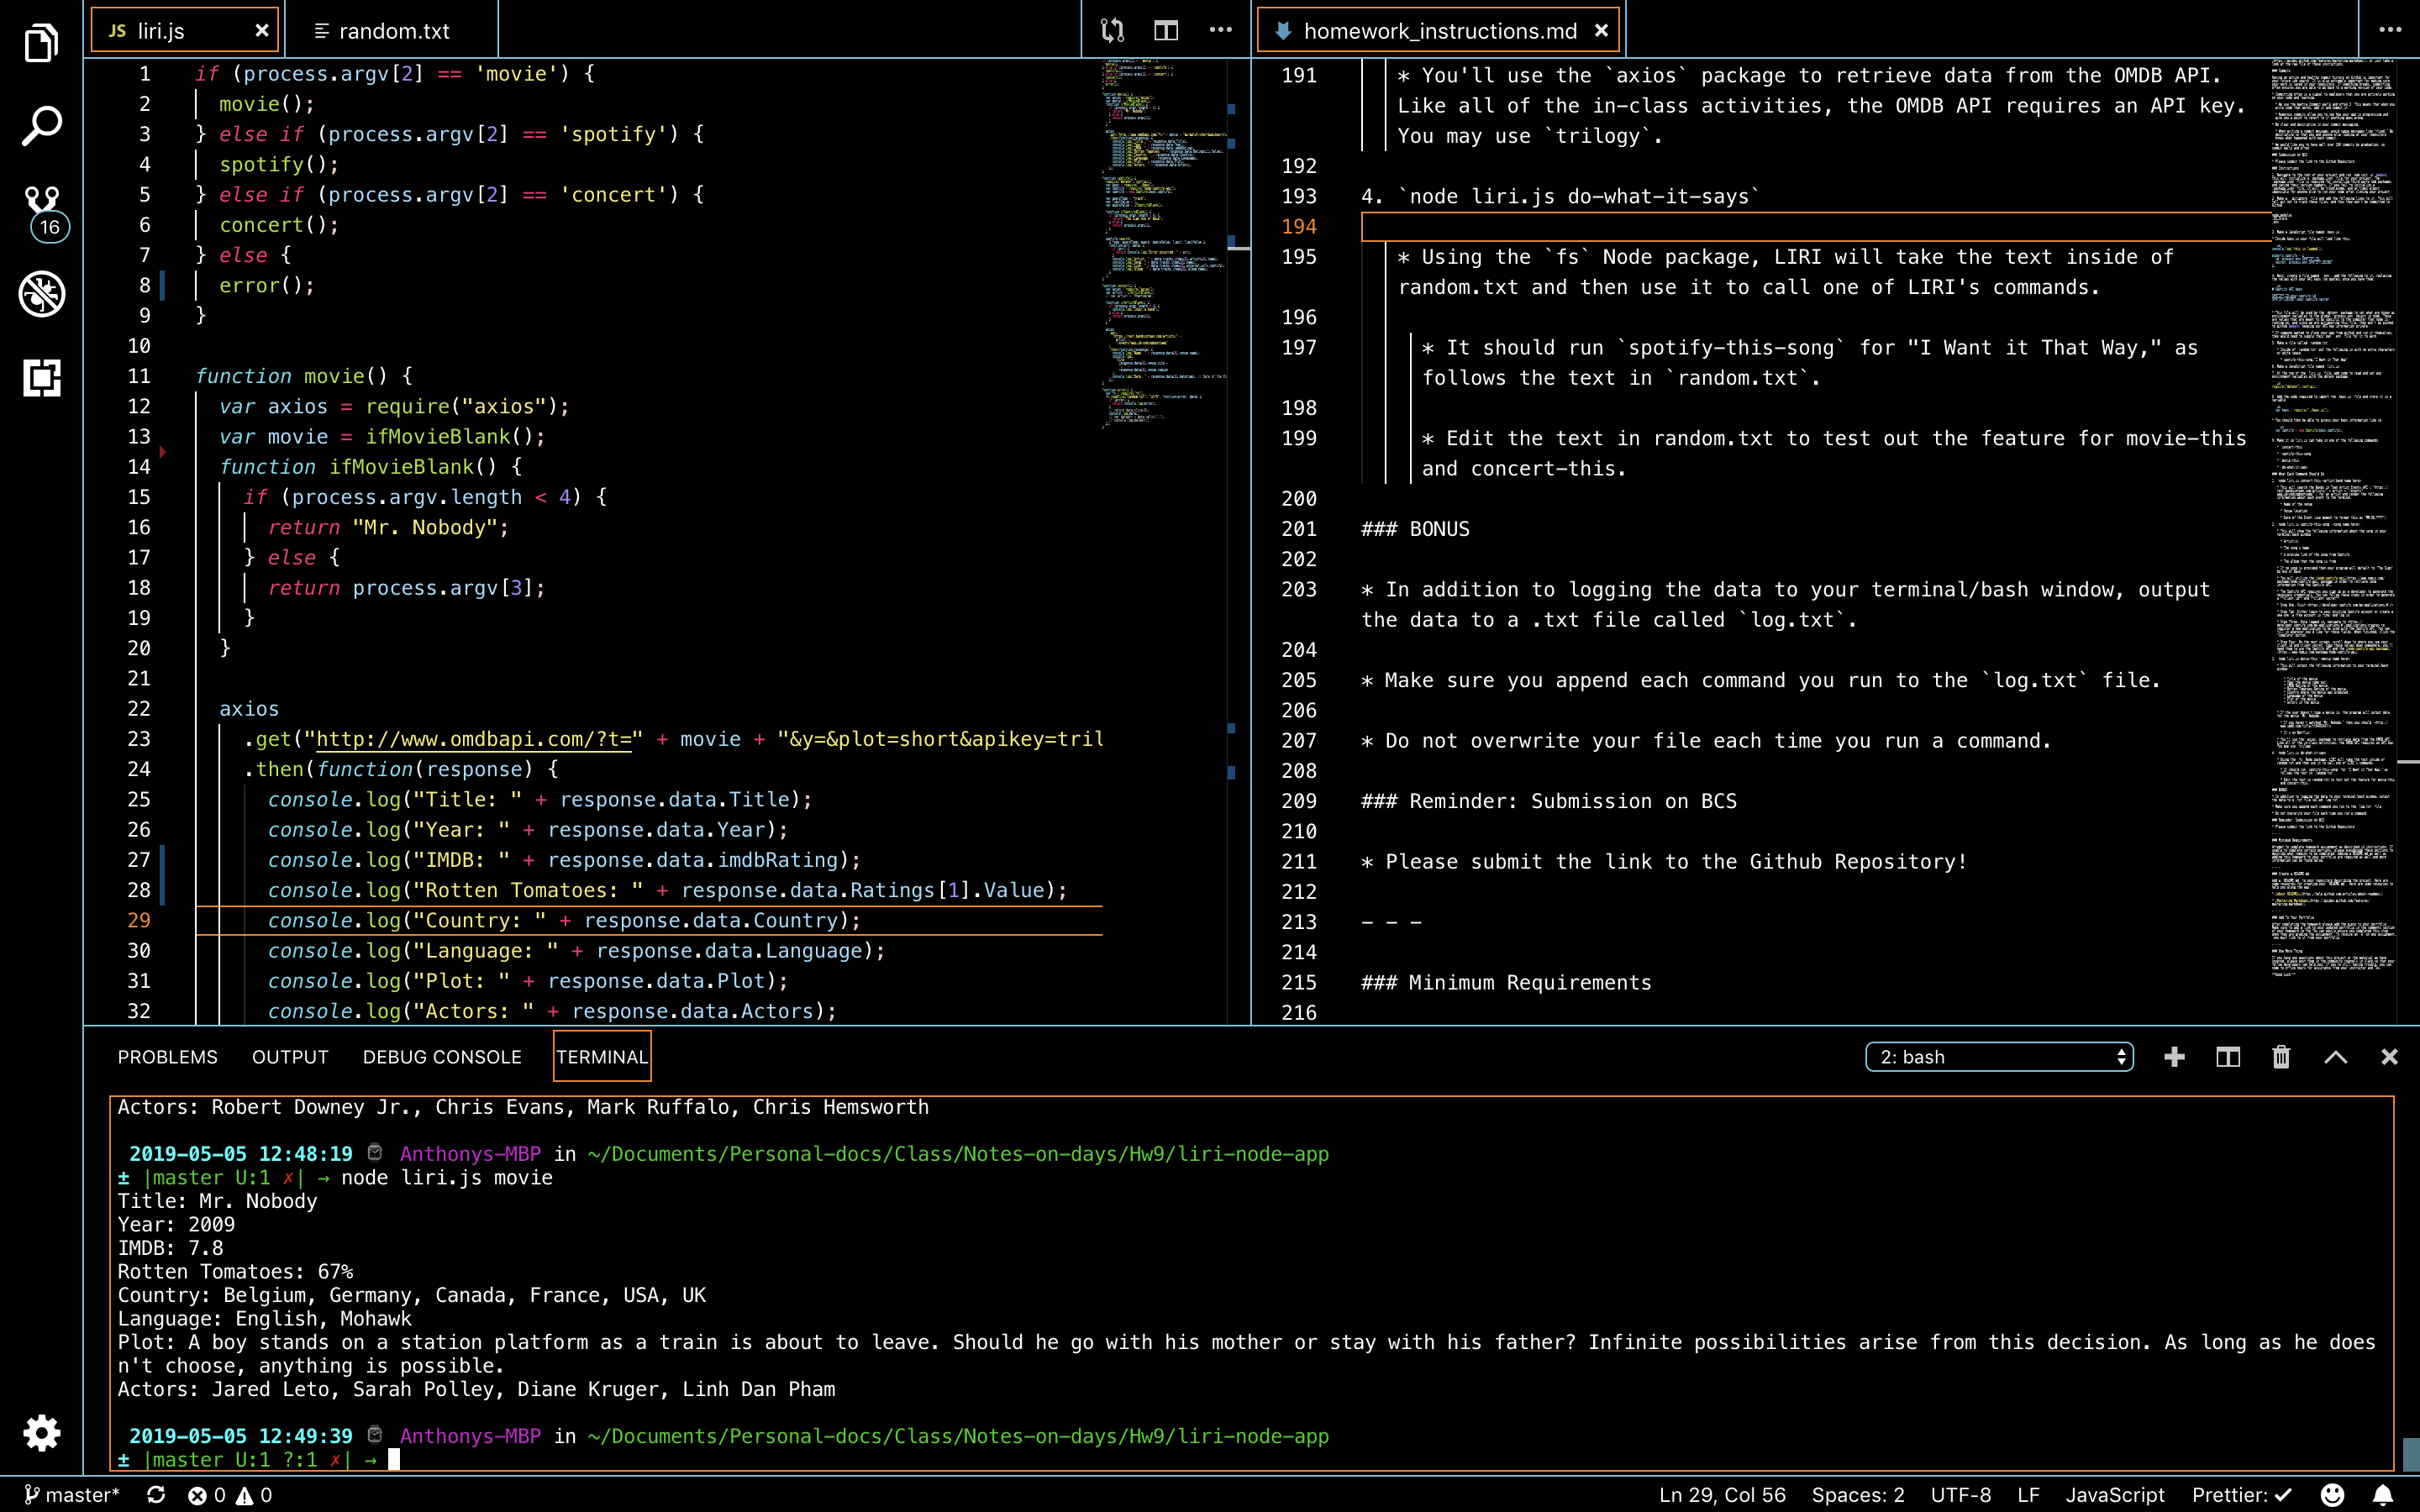 JS liri.js ×
random.txt
1 if (process.argv[2] == 'movie') {
2 movie();
3 } else if (process.argv[2] == 'spotify') {
4 spotify();
5 } else if (process.argv[2] == 'concert') {
6 concert();
7 } else {
8 error();
9 }
10
11 function movie() {
12 var axios = require("axios");
13 var movie = ifMovieBlank();
14 function ifMovieBlank() {
15 if (process.argv.length < 4) {
16 return "Mr. Nobody";
17 } else {
18 return process.argv[3];
19 }
20 }
21
22 axios
23 .get("http://www.omdbapi.com/?t=" + movie + "&y=&plot=short&apikey=tril
24 .then(function(response) {
25 console.log("Title: " + response.data.Title);
26 console.log("Year: " + response.data.Year);
27 console.log("IMDB: " + response.data.imdbRating);
28 console.log("Rotten Tomatoes: " + response.data.Ratings[1].Value);
29 console.log("Country: " + response.data.Country);
30 console.log("Language: " + response.data.Language);
31 console.log("Plot: " + response.data.Plot);
32 console.log("Actors: " + response.data.Actors);
homework_instructions.md ×
191 * You'll use the `axios` package to retrieve data from the OMDB API.
Like all of the in-class activities, the OMDB API requires an API key.
You may use `trilogy`.
192
193 4. `node liri.js do-what-it-says`
194
195 * Using the `fs` Node package, LIRI will take the text inside of
random.txt and then use it to call one of LIRI's commands.
196
197 * It should run `spotify-this-song` for "I Want it That Way," as
follows the text in `random.txt`.
198
199 * Edit the text in random.txt to test out the feature for movie-this
and concert-this.
200
201 ### BONUS
202
203 * In addition to logging the data to your terminal/bash window, output
the data to a .txt file called `log.txt`.
204
205 * Make sure you append each command you run to the `log.txt` file.
206
207 * Do not overwrite your file each time you run a command.
208
209 ### Reminder: Submission on BCS
210
211 * Please submit the link to the Github Repository!
212
213 - - -
214
215 ### Minimum Requirements
216
16
PROBLEMS OUTPUT DEBUG CONSOLE TERMINAL 2: bash
Actors: Robert Downey Jr., Chris Evans, Mark Ruffalo, Chris Hemsworth
2019-05-05 12:48:19 Anthonys-MBP in ~/Documents/Personal-docs/Class/Notes-on-days/Hw9/liri-node-app
± |master U:1 ✗| → node liri.js movie
Title: Mr. Nobody
Year: 2009
IMDB: 7.8
Rotten Tomatoes: 67%
Country: Belgium, Germany, Canada, France, USA, UK
Language: English, Mohawk
Plot: A boy stands on a station platform as a train is about to leave. Should he go with his mother or stay with his father? Infinite possibilities arise from this decision. As long as he does
n't choose, anything is possible.
Actors: Jared Leto, Sarah Polley, Diane Kruger, Linh Dan Pham
2019-05-05 12:49:39 Anthonys-MBP in ~/Documents/Personal-docs/Class/Notes-on-days/Hw9/liri-node-app
± |master U:1 ?:1 ✗| →
master* 0 0 Ln 29, Col 56 Spaces: 2 UTF-8 LF JavaScript Prettier: ✓